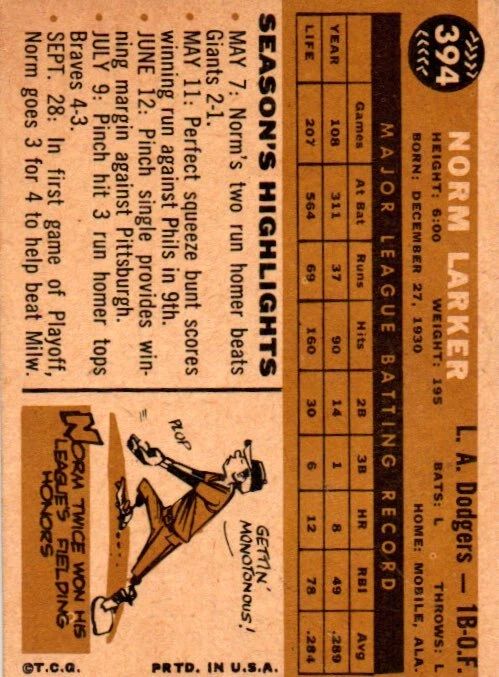 394
NORM LARKER
L. A. Dodgers — 1B-O.F.
HEIGHT: 6:00 WEIGHT: 195 BATS: L THROWS: L
BORN: DECEMBER 27, 1930 HOME: MOBILE, ALA.
MAJOR LEAGUE BATTING RECORD
Games At Bat Runs Hits 2B 3B HR RBI Avg
YEAR 108 311 37 90 14 1 8 49 .289
LIFE 207 564 69 160 30 6 12 78 .284
SEASON'S HIGHLIGHTS
MAY 7: Norm's two run homer beats
Giants 2-1.
• MAY 11: Perfect squeeze bunt scores
winning run against Phils in 9th.
• JUNE 12: Pinch single provides win-
ning margin against Pittsburgh.
• JULY 9: Pinch hit 3 run homer tops
Braves 4-3.
• SEPT. 28: In first game of Playoff,
Norm goes 3 for 4 to help beat Milw.
GETTIN'
MONOTONOUS!
PLOP
NORM TWICE WON HIS
LEAGUE'S FIELDING
HONORS
©T.C.G. PRTD. IN U.S.A.